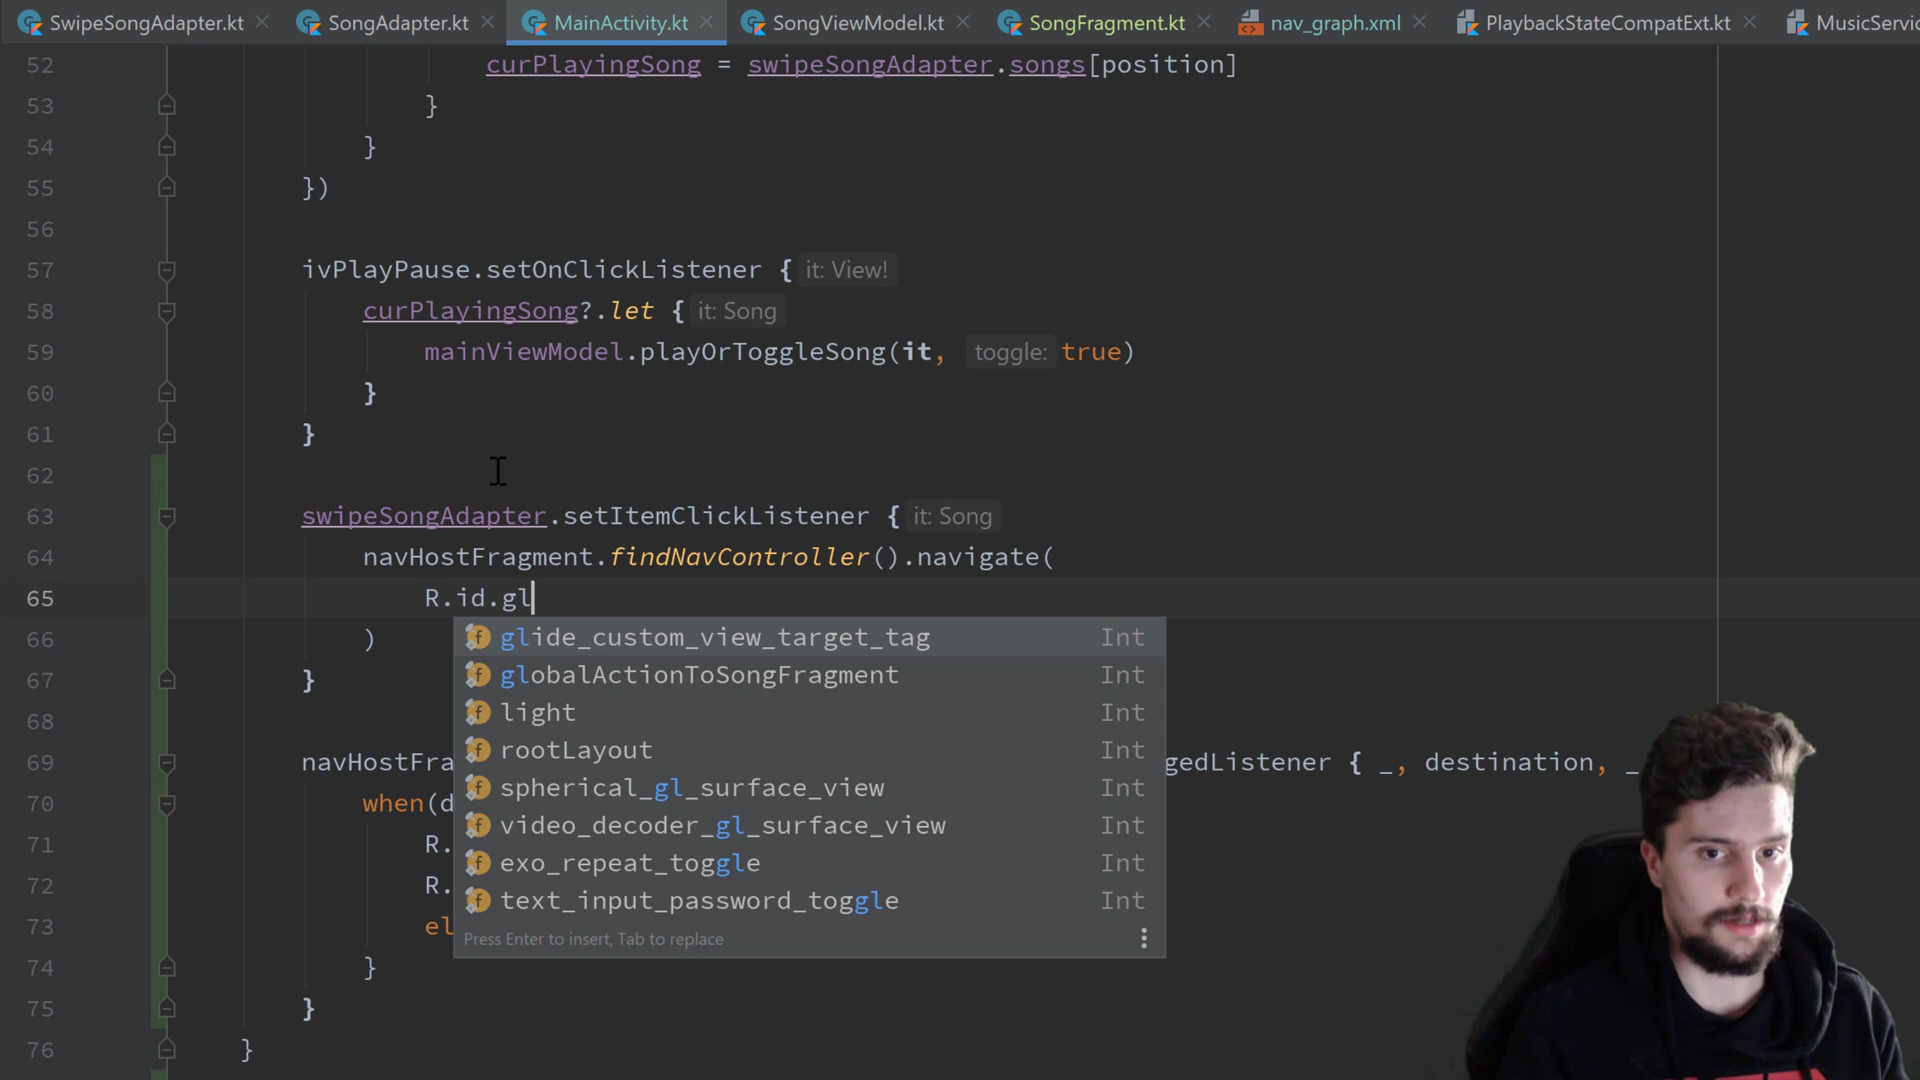 SwipeSongAdapter.kt SongAdapter.kt MainActivity.kt SongViewModel.kt SongFragment.kt nav_graph.xml PlaybackStateCompatExt.kt
52 curPlayingSong = swipeSongAdapter.songs[position]
53 }
54 }
55 })
56
57 ivPlayPause.setOnClickListener { it: View!
58 curPlayingSong?.let { it: Song
59 mainViewModel.playOrToggleSong(it, toggle: true)
60 }
61 }
62
63 swipeSongAdapter.setItemClickListener { it: Song
64 navHostFragment.findNavController().navigate(
65 R.id.gl
66 )
67 }
68
69 navHostFra gedListener { _, destination, _
70 when(d
71 R.
72 R.
73 el
74 }
75 }
76 }
glide_custom_view_target_tag Int
globalActionToSongFragment Int
light Int
rootLayout Int
spherical_gl_surface_view Int
video_decoder_gl_surface_view Int
exo_repeat_toggle Int
text_input_password_toggle Int
Press Enter to insert, Tab to replace